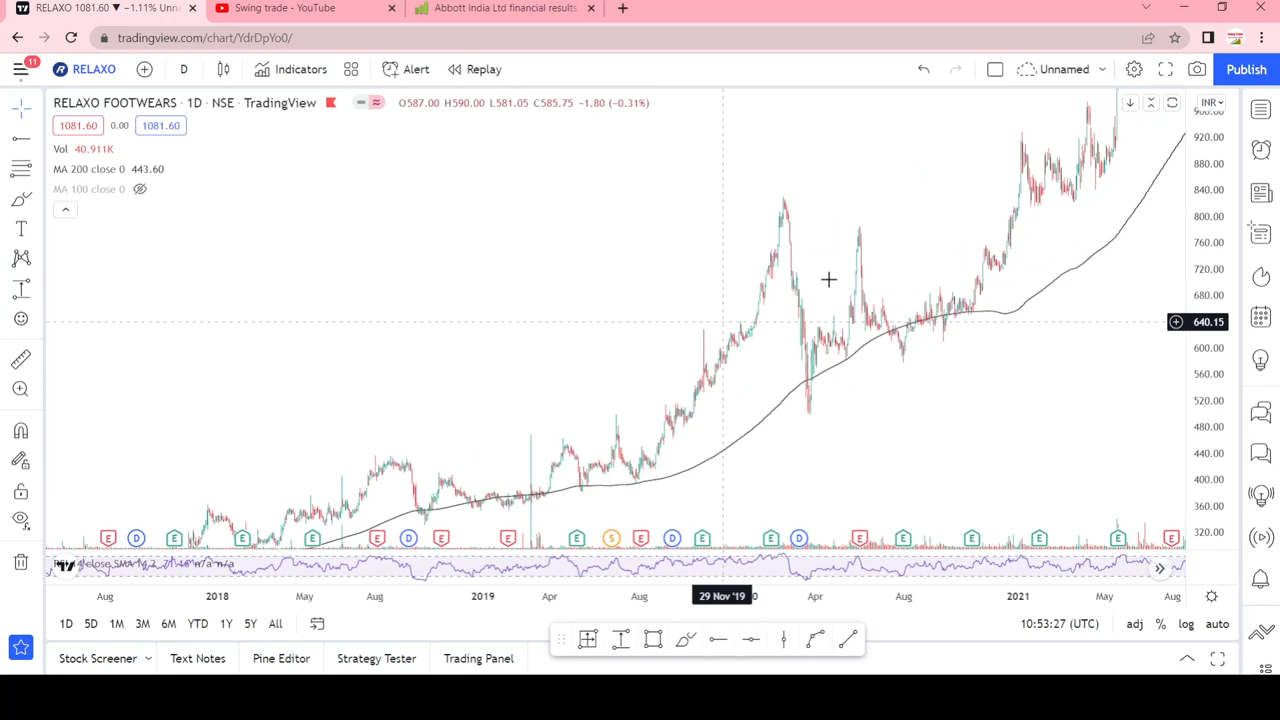 RELAXO 1081.60 ▼ −1.11% Unna
Swing trade - YouTube
Abbott India Ltd financial results
tradingview.com/chart/YdrDpYo0/
11
RELAXO
D
Indicators
Alert
Replay
Unnamed
Publish
RELAXO FOOTWEARS · 1D · NSE · TradingView
O587.00 H590.00 L581.05 C585.75 −1.80 (−0.31%)
INR
1081.60
0.00
1081.60
Vol 40.911K
MA 200 close 0 443.60
MA 100 close 0
960.00
920.00
880.00
840.00
800.00
760.00
720.00
680.00
640.15
600.00
560.00
520.00
480.00
440.00
400.00
360.00
320.00
E D E E E E D E E E S E D E E D E E E E E E
Aug
2018
May
Aug
2019
Apr
Aug
29 Nov '19
Apr
Aug
2021
May
Aug
1D 5D 1M 3M 6M YTD 1Y 5Y All
10:53:27 (UTC)
adj % log auto
Stock Screener
Text Notes
Pine Editor
Strategy Tester
Trading Panel